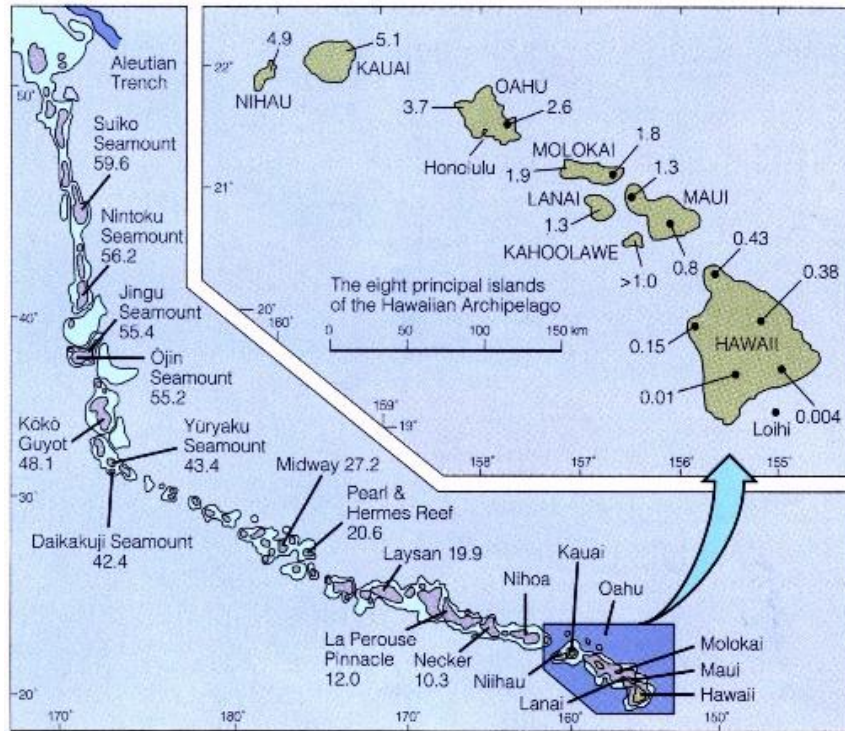 Aleutian
Trench
50°
Suiko
Seamount
59.6
Nintoku
Seamount
56.2
Jingu
Seamount
55.4
40°
Ōjin
Seamount
55.2
Kōkō
Guyot
48.1
Yūryaku
Seamount
43.4
30°
Daikakuji Seamount
42.4
Midway 27.2
Pearl &
Hermes Reef
20.6
Laysan 19.9
La Perouse
Pinnacle
12.0
Necker
10.3
Nihoa
Kauai
Oahu
Niihau
Molokai
Maui
Lanai
Hawaii
20°
170°
180°
170°
160°
150°
22°
4.9
5.1
KAUAI
NIHAU
OAHU
3.7
2.6
Honolulu
MOLOKAI
1.8
1.9
21°
LANAI
1.3
1.3
MAUI
KAHOOLAWE
>1.0
0.8
0.43
0.38
The eight principal islands
of the Hawaiian Archipelago
20°
160°
0 50 100 150 km
0.15
HAWAII
0.01
0.004
Loihi
159°
19°
158°
157°
156°
155°